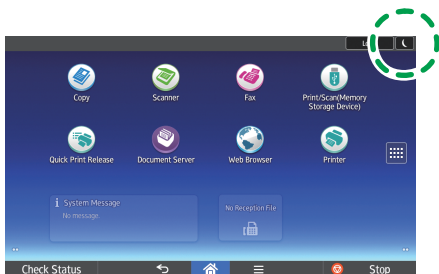 Copy
Scanner
Fax
Print/Scan(Memory
Storage Device)
Quick Print Release
Document Server
Web Browser
Printer
System Message
No message.
No Reception File
Check Status
Stop